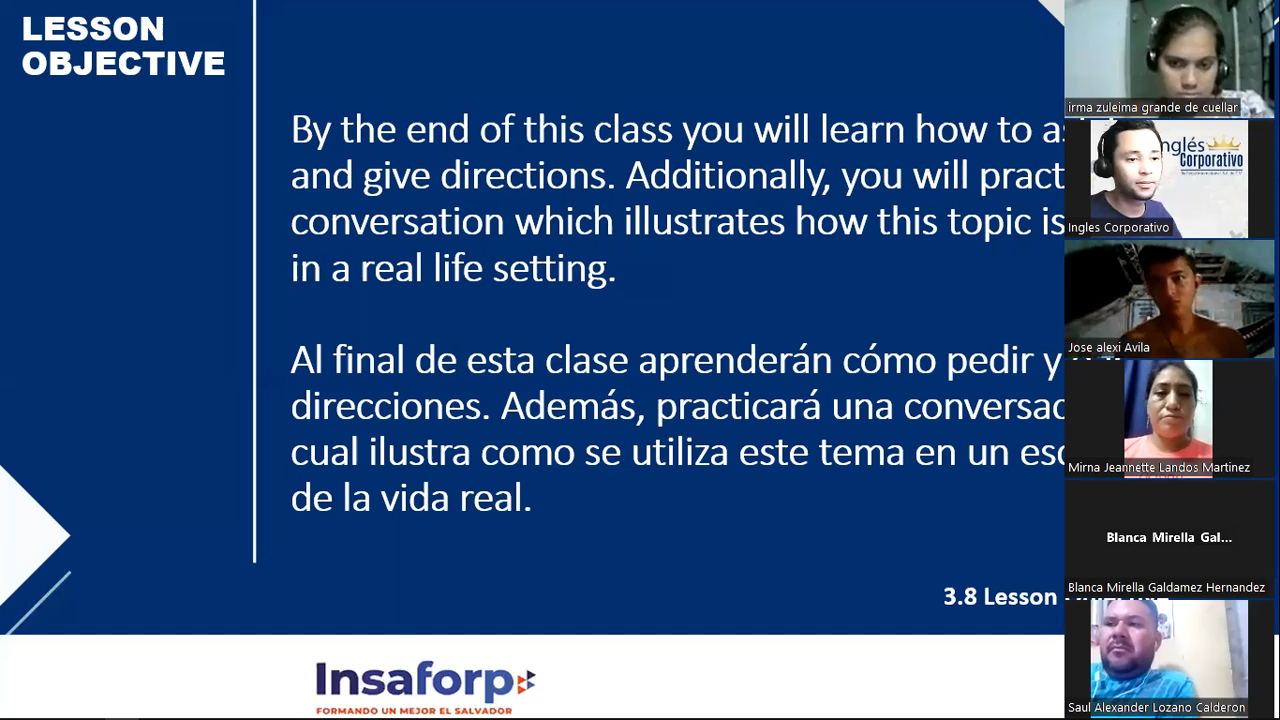 LESSON
OBJECTIVE
By the end of this class you will learn how to
and give directions. Additionally, you will pract
conversation which illustrates how this topic is
in a real life setting.
Al final de esta clase aprenderán cómo pedir y
direcciones. Además, practicará una conversac
cual ilustra como se utiliza este tema en un esc
de la vida real.
3.8 Lesson
Insaforp
FORMANDO UN MEJOR EL SALVADOR
irma zuleima grande de cuellar
Inglés
Corporativo
Ingles Corporativo
Jose alexi Avila
Mirna Jeannette Landos Martinez
Blanca Mirella Gal...
Blanca Mirella Galdamez Hernandez
Saul Alexander Lozano Calderon